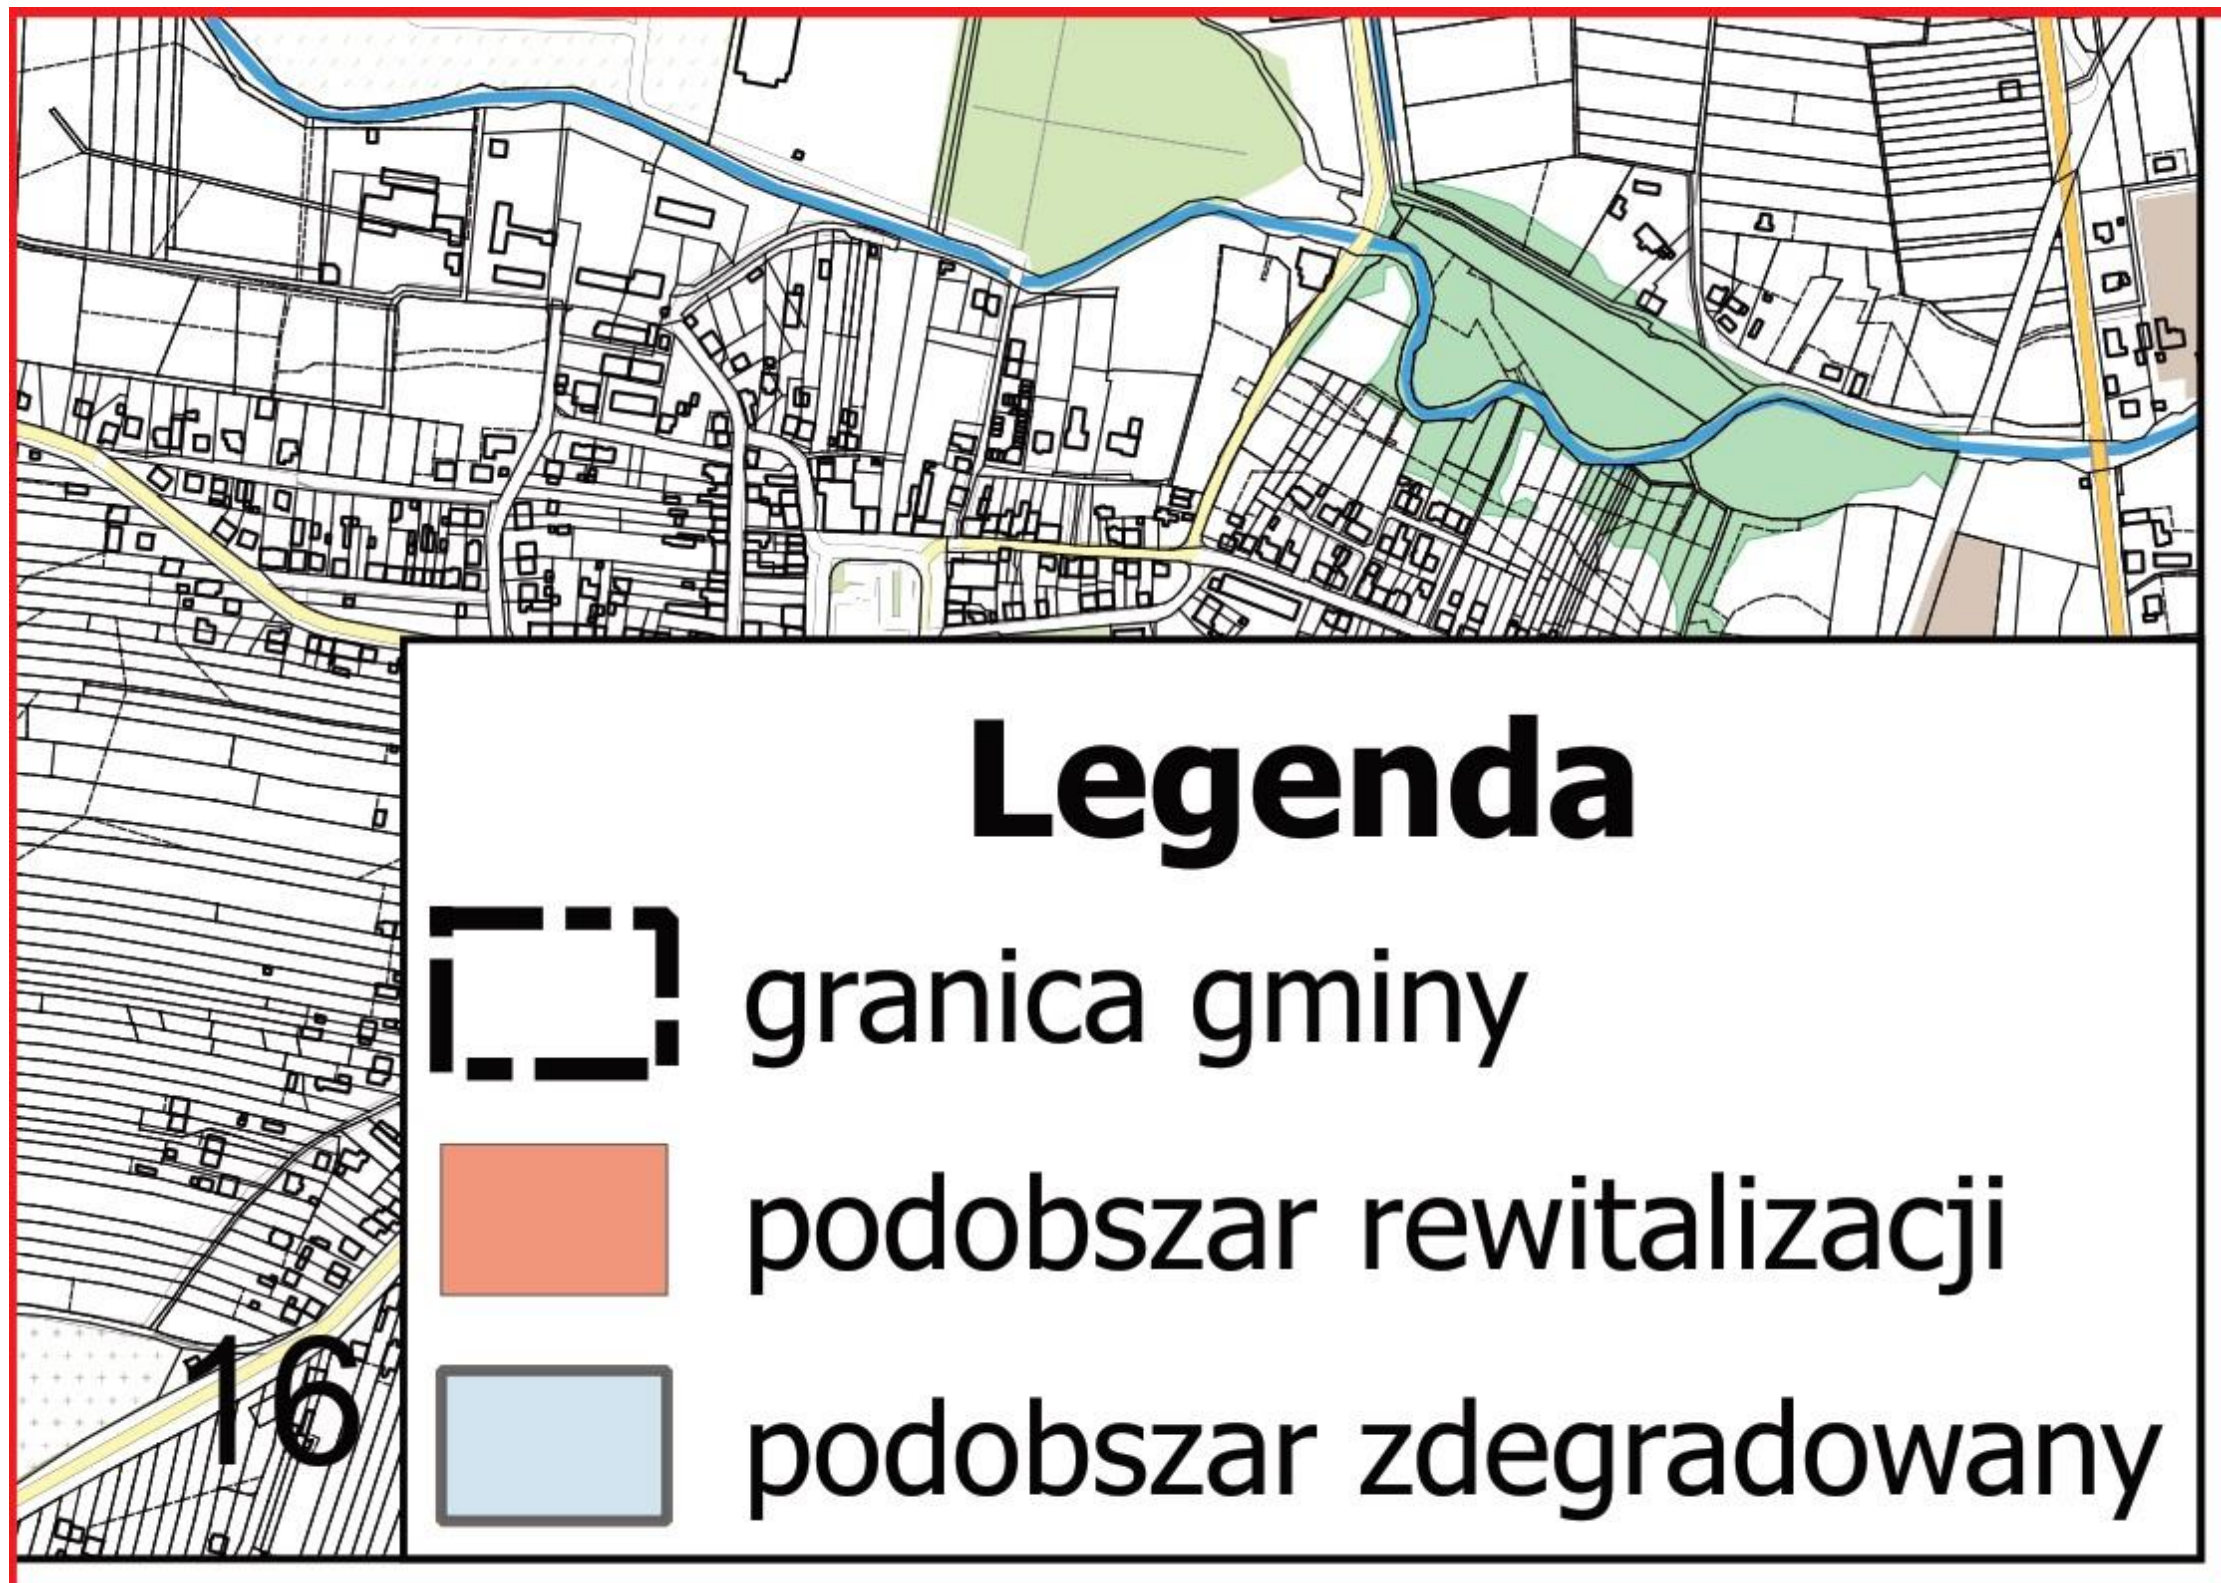 Legenda
granica gminy
podobszar rewitalizacji
16
podobszar zdegradowany